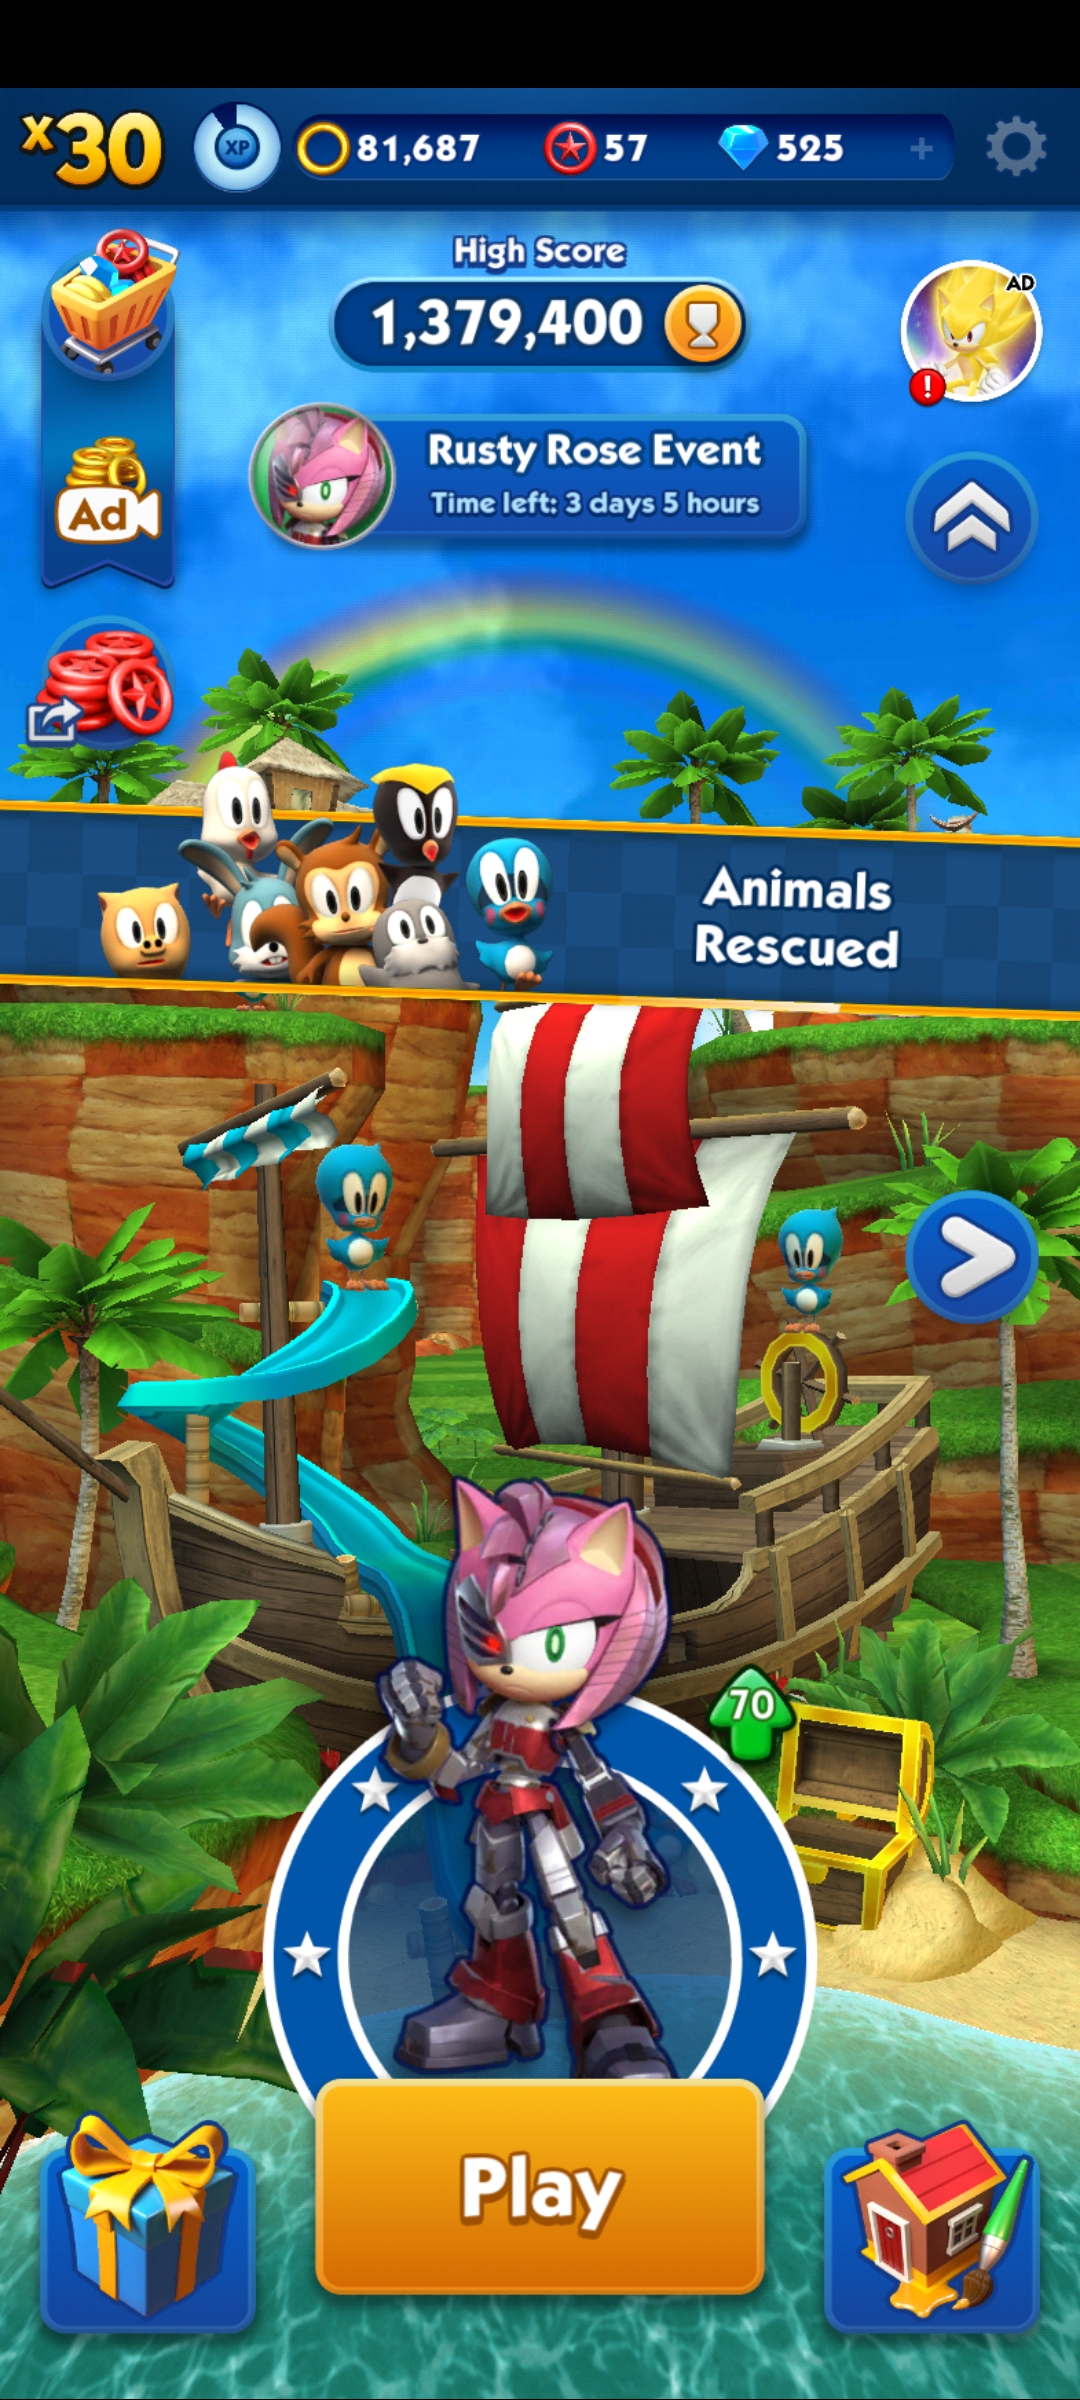 x30
XP
81,687
57
525
+
High Score
1,379,400
AD
!
Rusty Rose Event
Time left: 3 days 5 hours
Ad
Animals
Rescued
70
Play